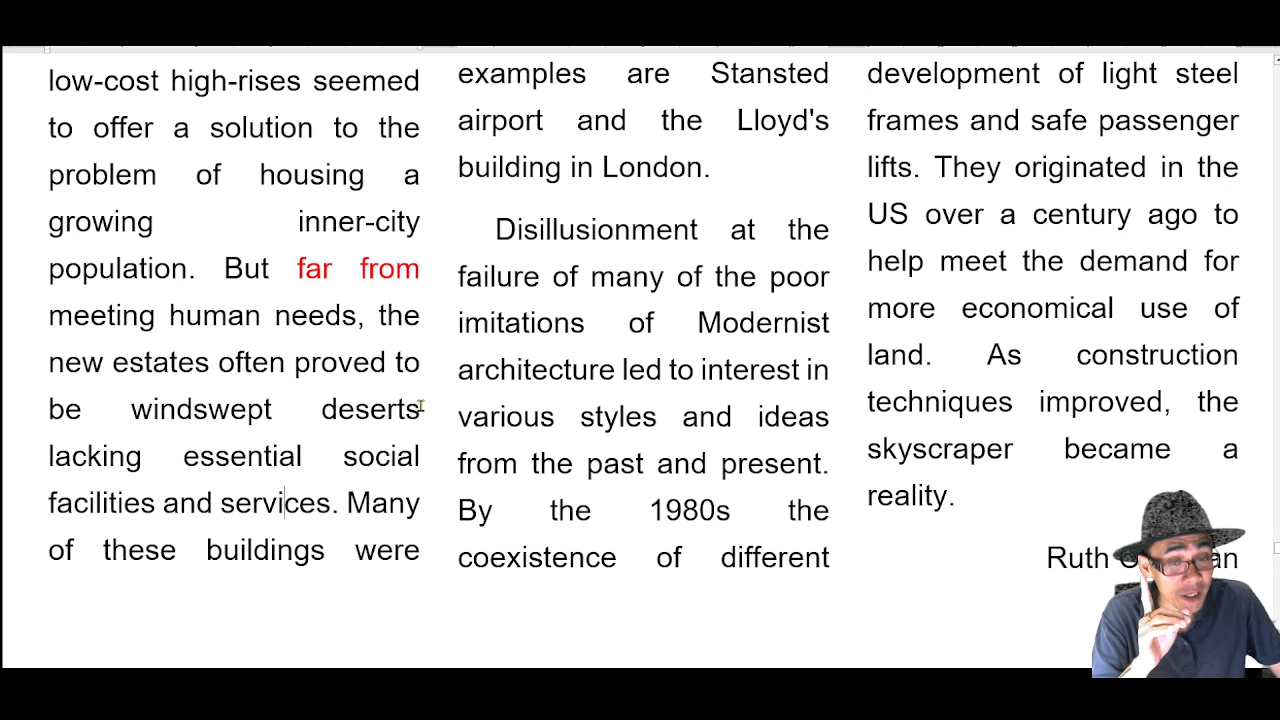 low-cost high-rises seemed
to offer a solution to the
problem of housing a
growing inner-city
population. But far from
meeting human needs, the
new estates often proved to
be windswept deserts
lacking essential social
facilities and services. Many
of these buildings were
examples are Stansted
airport and the Lloyd's
building in London.
Disillusionment at the
failure of many of the poor
imitations of Modernist
architecture led to interest in
various styles and ideas
from the past and present.
By the 1980s the
coexistence of different
development of light steel
frames and safe passenger
lifts. They originated in the
US over a century ago to
help meet the demand for
more economical use of
land. As construction
techniques improved, the
skyscraper became a
reality.
Ruth